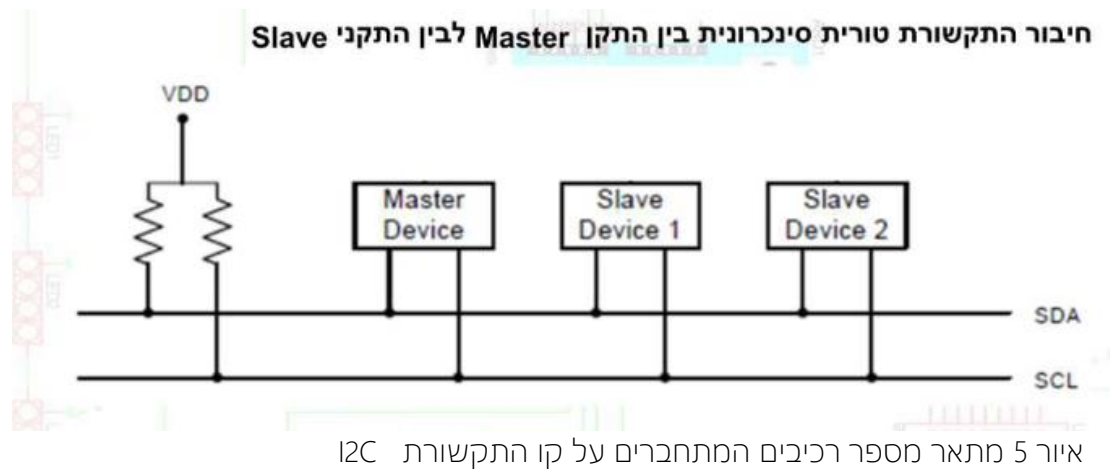 חיבור התקשורת טורית סינכרונית בין התקן Master לבין התקני Slave
VDD
Master
Device
Slave
Device 1
Slave
Device 2
SDA
SCL
איור 5 מתאר מספר רכיבים המתחברים על קו התקשורת I2C